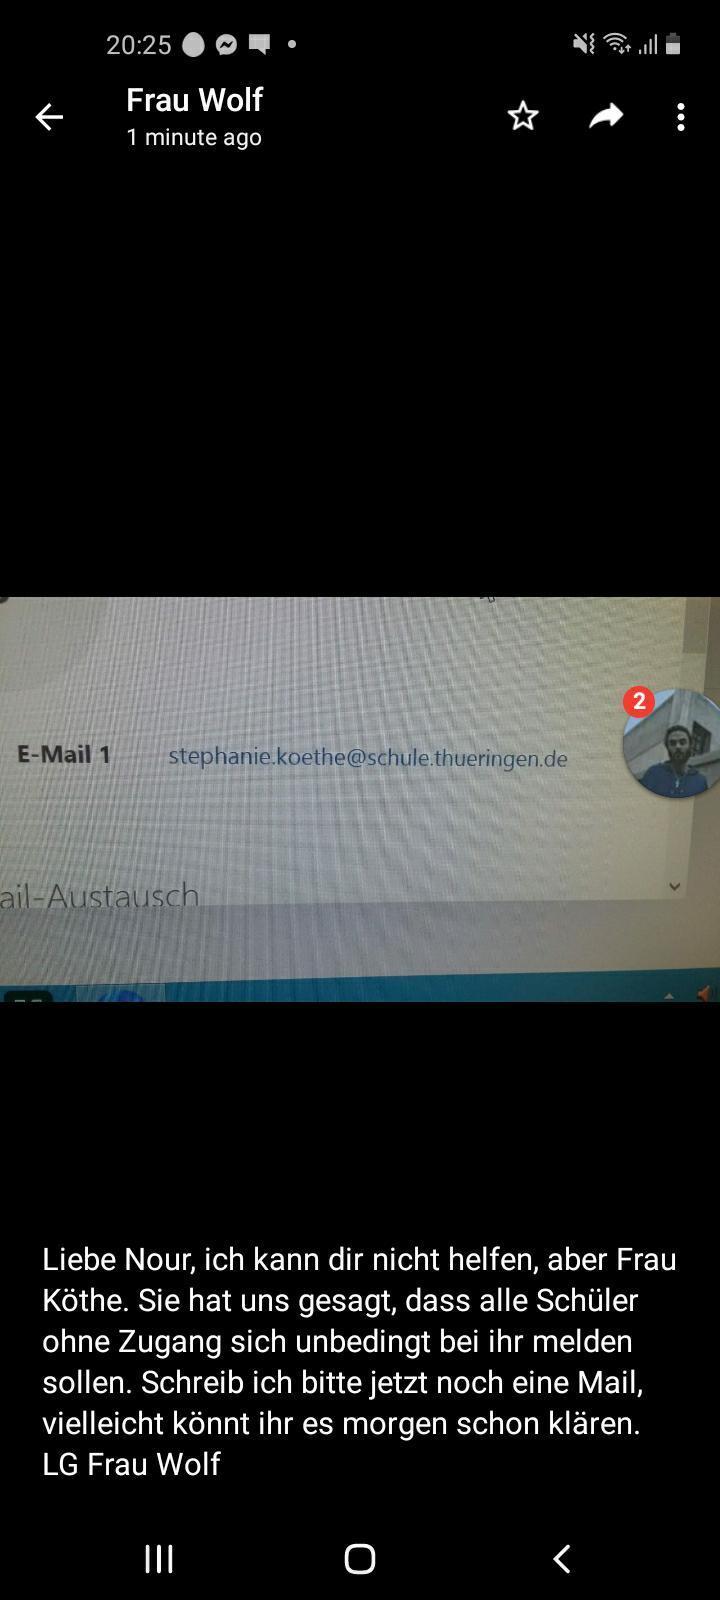 20:25
Frau Wolf
1 minute ago
2
E-Mail 1 stephanie.koethe@schule.thueringen.de
ail-Austausch
Liebe Nour, ich kann dir nicht helfen, aber Frau
Köthe. Sie hat uns gesagt, dass alle Schüler
ohne Zugang sich unbedingt bei ihr melden
sollen. Schreib ich bitte jetzt noch eine Mail,
vielleicht könnt ihr es morgen schon klären.
LG Frau Wolf